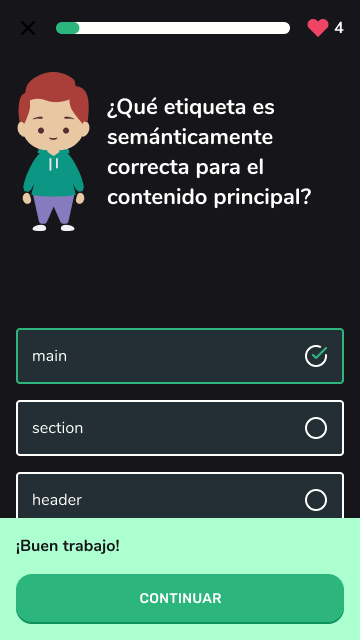 4
¿Qué etiqueta es
semánticamente
correcta para el
contenido principal?
main
section
header
¡Buen trabajo!
CONTINUAR